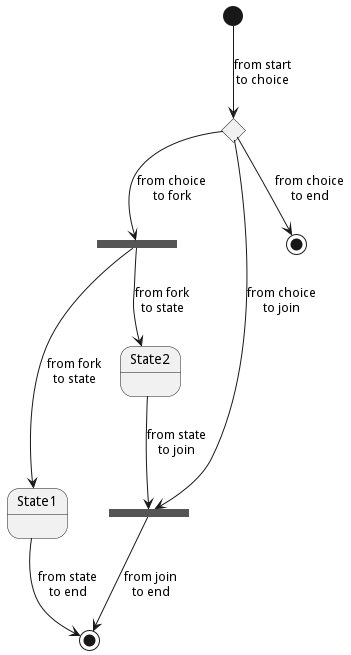 from start
to choice
from choice
to fork
from choice
to end
from fork
to state
from choice
to join
State2
from fork
to state
from state
to join
State1
from state
to end
from join
to end